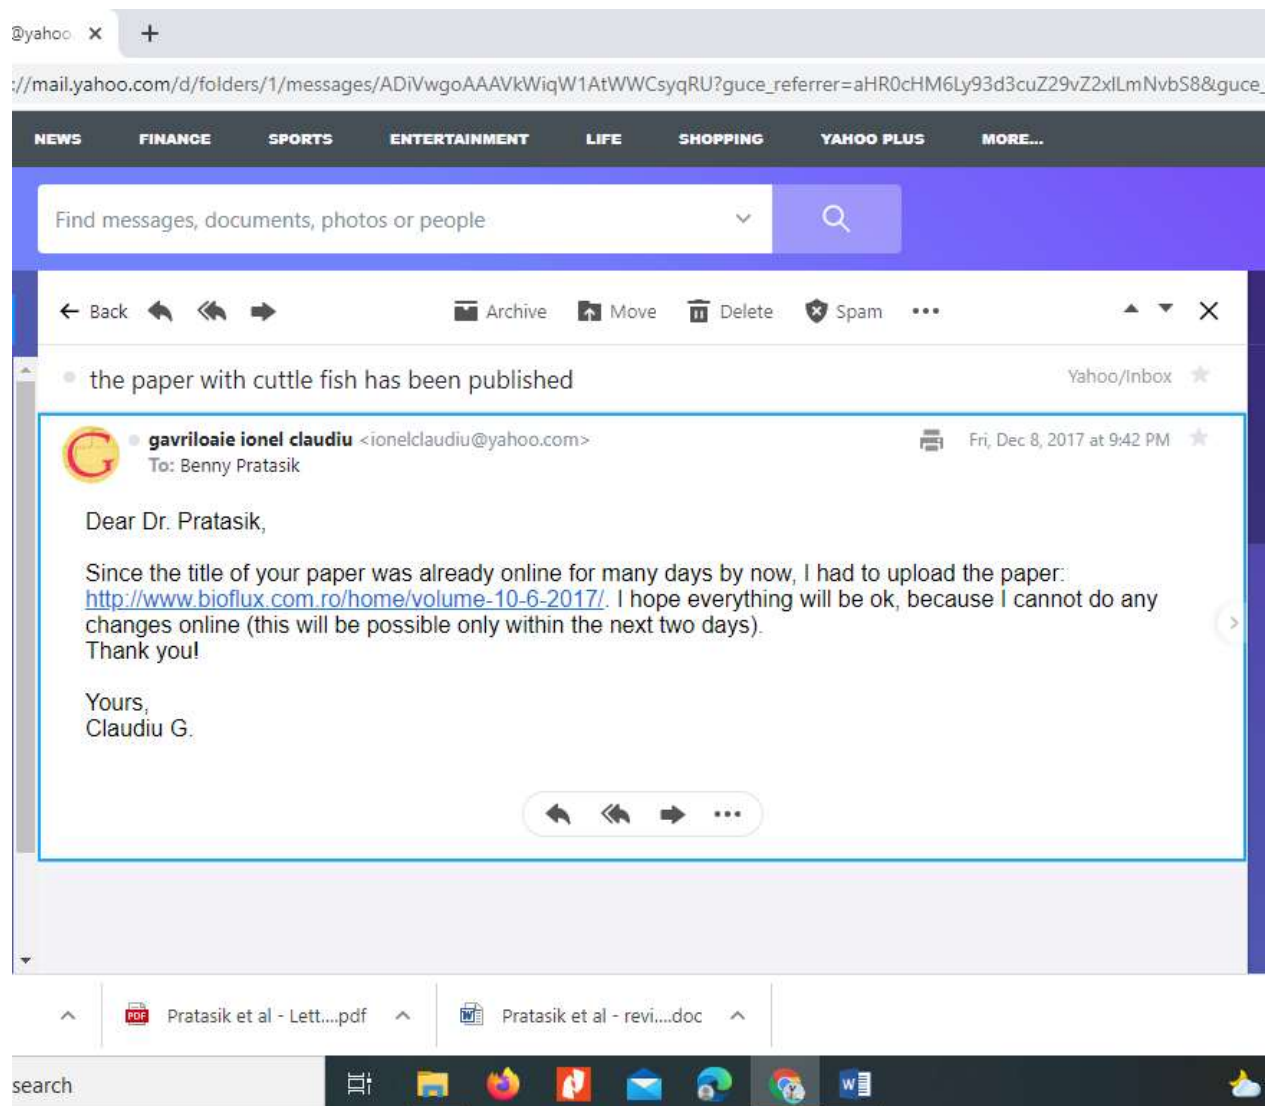 @yahoo
://mail.yahoo.com/d/folders/1/messages/ADiVwgoAAAVkWiqW1AtWWCsyqRU?guce_referrer=aHR0cHM6Ly93d3cuZ29vZ2xlLmNvbS8&guce_
NEWS FINANCE SPORTS ENTERTAINMENT LIFE SHOPPING YAHOO PLUS MORE...
Find messages, documents, photos or people
Back Archive Move Delete Spam
the paper with cuttle fish has been published Yahoo/Inbox
G gavriloaie ionel claudiu <ionelclaudiu@yahoo.com> Fri, Dec 8, 2017 at 9:42 PM
To: Benny Pratasik
Dear Dr. Pratasik,
Since the title of your paper was already online for many days by now, I had to upload the paper:
http://www.bioflux.com.ro/home/volume-10-6-2017/. I hope everything will be ok, because I cannot do any
changes online (this will be possible only within the next two days).
Thank you!
Yours,
Claudiu G.
PDF Pratasik et al - Lett....pdf Pratasik et al - revi....doc
search